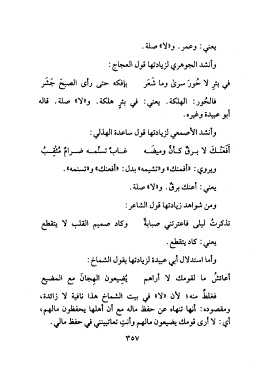 يعني: وعمر. و«لا» صلة.
وأنشد الجوهري لزيادتها قول العجاج:
في بئرِ لا حُورَ سرىٰ وما شَعَر بإفكه حتى رأى الصبحَ جَشَر
فالحُور: الهلكة. يعني: في بئر هلكة. و«لا» صلة. قاله
أبو عبيدة وغيره.
وأنشد الأصمعي لزيادتها قول ساعدة الهذلي:
أَفَعَنْكَ لا برقٌ كأنَّ وميضَه غابٌ تسنَّمه ضرامٌ مُثْقَبُ
ويروى: «أفمنك» و«تشيمه» بدل: «أفعنك» و«تسنمه».
يعني: أعنك برقٌ. و«لا» صلة.
ومن شواهد زيادتها قول الشاعر:
تذكرتُ ليلى فاعترتني صبابةٌ وكاد صميم القلب لا يتقطع
يعني: كاد يتقطع.
وأما استدلال أبي عبيدة لزيادتها بقول الشماخ:
أعائشُ ما لقومك لا أراهم يُضيعون الهِجانَ مع المضيع
فغلطٌ منه؛ لأن «لا» في بيت الشماخ هذا نافية لا زائدة،
ومقصوده: أنها تنهاه عن حفظ ماله مع أن أهلها يحفظون مالهم،
أي: لا أرى قومك يضيعون مالهم وأنت تعاتبينني في حفظ مالي.
٣٥٧